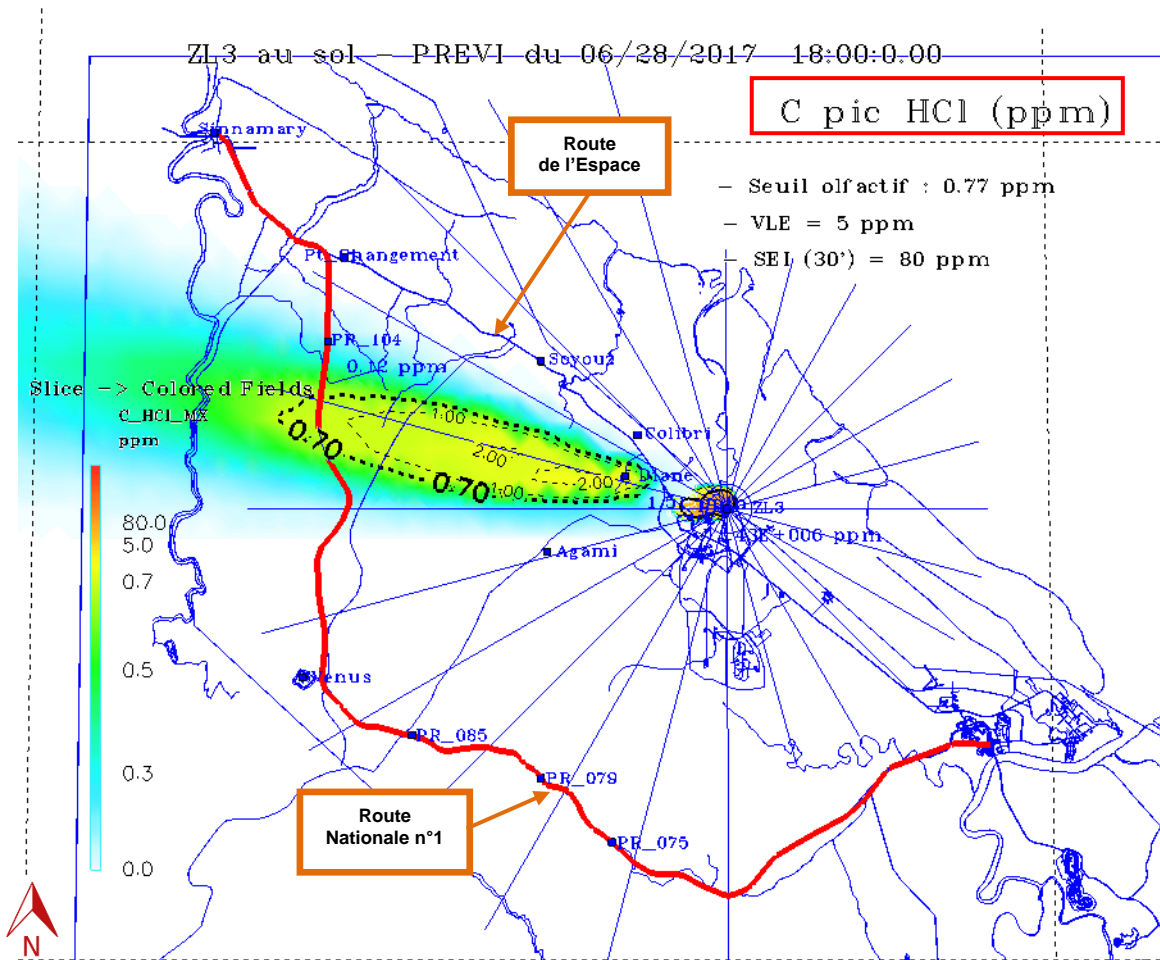 ZL3 au sol - PREVI du 06/28/2017 18:00:0.00
C pic HCl (ppm)
Sinnamary
Route
de l'Espace
- Seuil olfactif : 0.77 ppm
- VLE = 5 ppm
- SEI (30') = 80 ppm
Pt_Changement
PR_104
0.12 ppm
Soyouz
Slice -> Colored Fields
C_HCl_MX
ppm
1.00
0.70
2.00
Colibri
Diane
0.70
1.00
2.00
ZL3
E+006 ppm
Agami
80.0
5.0
0.7
0.5
0.3
0.0
Venus
PR_085
PR_079
Route
Nationale n°1
PR_075
N